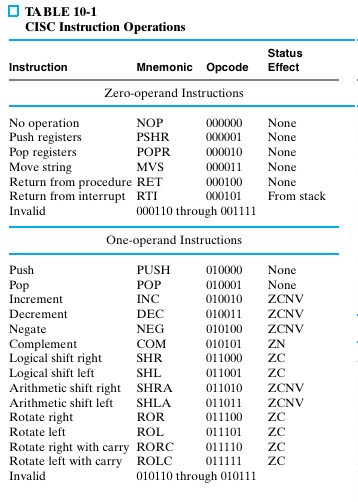 TABLE 10-1
CISC Instruction Operations
Status
Instruction Mnemonic Opcode Effect
Zero-operand Instructions
No operation NOP 000000 None
Push registers PSHR 000001 None
Pop registers POPR 000010 None
Move string MVS 000011 None
Return from procedure RET 000100 None
Return from interrupt RTI 000101 From stack
Invalid 000110 through 001111
One-operand Instructions
Push PUSH 010000 None
Pop POP 010001 None
Increment INC 010010 ZCNV
Decrement DEC 010011 ZCNV
Negate NEG 010100 ZCNV
Complement COM 010101 ZN
Logical shift right SHR 011000 ZC
Logical shift left SHL 011001 ZC
Arithmetic shift right SHRA 011010 ZCNV
Arithmetic shift left SHLA 011011 ZCNV
Rotate right ROR 011100 ZC
Rotate left ROL 011101 ZC
Rotate right with carry RORC 011110 ZC
Rotate left with carry ROLC 011111 ZC
Invalid 010110 through 010111